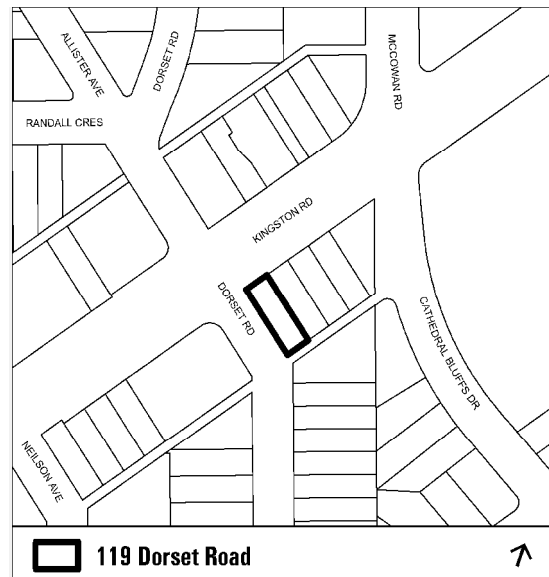 ALLISTER AVE
DORSET RD
MCCOWAN RD
RANDALL CRES
KINGSTON RD
DORSET RD
CATHEDRAL BLUFFS DR
NEILSON AVE
119 Dorset Road